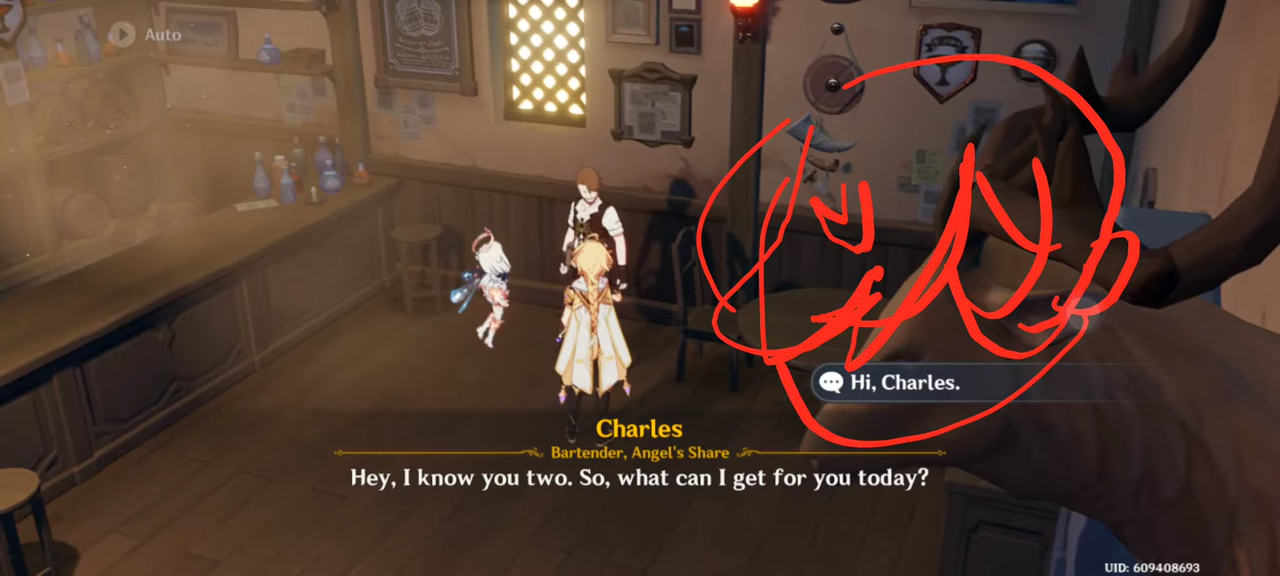 Auto
Hi, Charles.
Charles
Bartender, Angel's Share
Hey, I know you two. So, what can I get for you today?
UID: 609408693